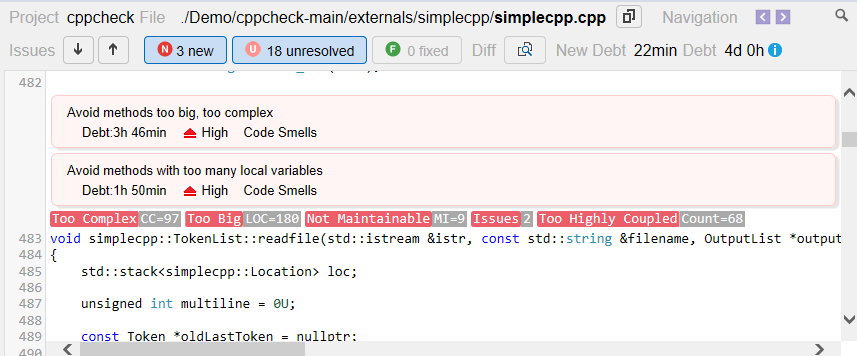 Project cppcheck File ./Demo/cppcheck-main/externals/simplecpp/simplecpp.cpp Navigation
Issues N 3 new U 18 unresolved F 0 fixed Diff New Debt 22min Debt 4d 0h i
482
Avoid methods too big, too complex
Debt:3h 46min High Code Smells
Avoid methods with too many local variables
Debt:1h 50min High Code Smells
Too Complex CC=97 Too Big LOC=180 Not Maintainable MI=9 Issues 2 Too Highly Coupled Count=68
483 void simplecpp::TokenList::readfile(std::istream &istr, const std::string &filename, OutputList *output
484 {
485 std::stack<simplecpp::Location> loc;
486
487 unsigned int multiline = 0U;
488
489 const Token *oldLastToken = nullptr;
490